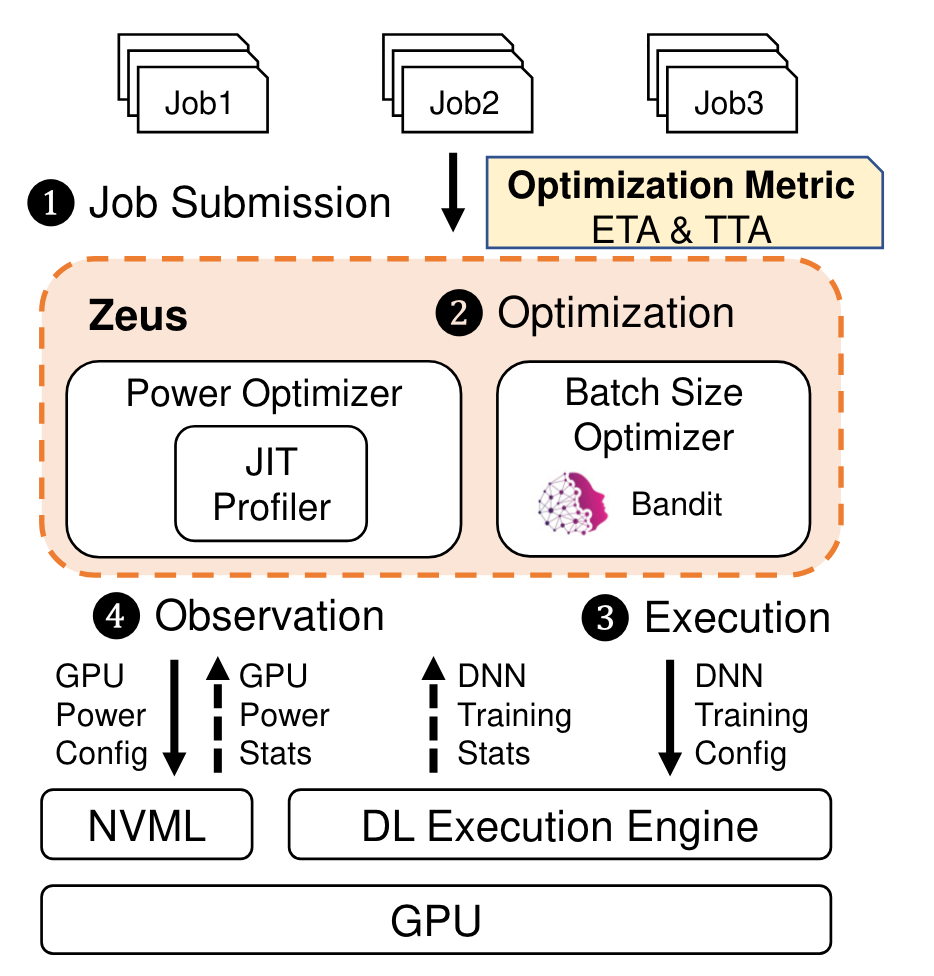 Job1
Job2
Job3
❶ Job Submission
Optimization Metric
ETA & TTA
Zeus
❷ Optimization
Power Optimizer
JIT
Profiler
Batch Size
Optimizer
Bandit
❹ Observation
❸ Execution
GPU
Power
Config
GPU
Power
Stats
DNN
Training
Stats
DNN
Training
Config
NVML
DL Execution Engine
GPU